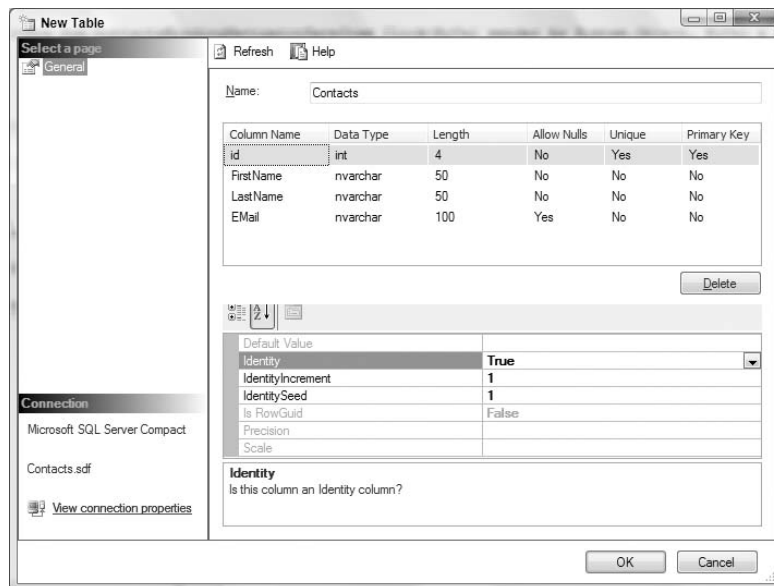 New Table
Select a page
General
Refresh Help
Name: Contacts
Column Name Data Type Length Allow Nulls Unique Primary Key
id int 4 No Yes Yes
FirstName nvarchar 50 No No No
LastName nvarchar 50 No No No
EMail nvarchar 100 Yes No No
Delete
Default Value
Identity True
IdentityIncrement 1
IdentitySeed 1
Is RowGuid False
Precision
Scale
Identity
Is this column an Identity column?
Connection
Microsoft SQL Server Compact
Contacts.sdf
View connection properties
OK Cancel